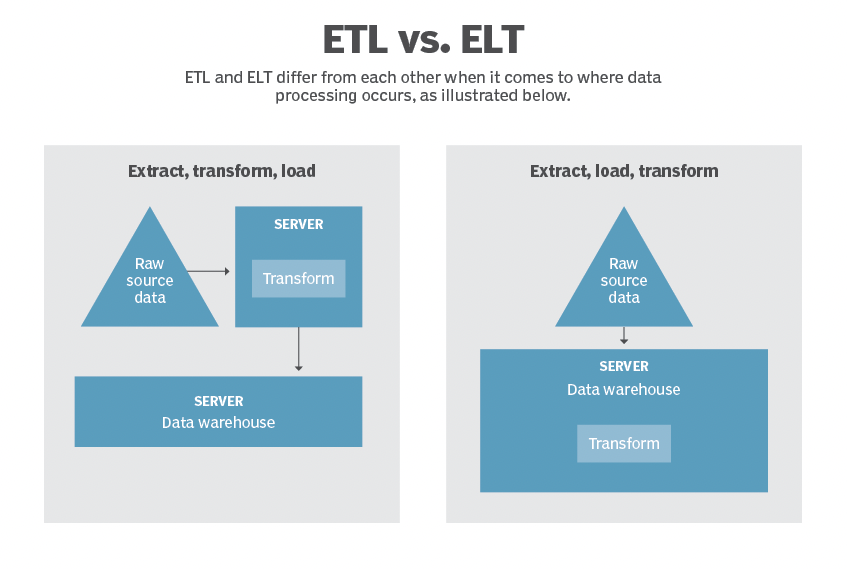 ETL vs. ELT
ETL and ELT differ from each other when it comes to where data
processing occurs, as illustrated below.
Extract, transform, load
Raw
source
data
SERVER
Transform
SERVER
Data warehouse
Extract, load, transform
Raw
source
data
SERVER
Data warehouse
Transform